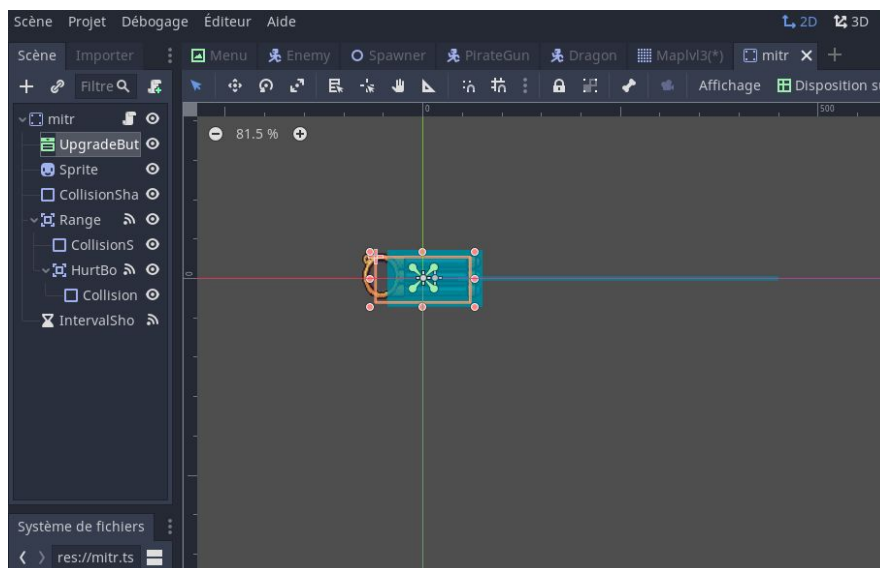 Scène Projet Débogage Éditeur Aide 2D 3D
Scène Importer Menu Enemy Spawner PirateGun Dragon Maplvl3(*) mitr
Filtre Affichage Disposition su
mitr 0 500
81.5 %
UpgradeBut
Sprite
CollisionSha
Range
CollisionS
HurtBo 0
Collision
IntervalSho
Système de fichiers
res://mitr.ts